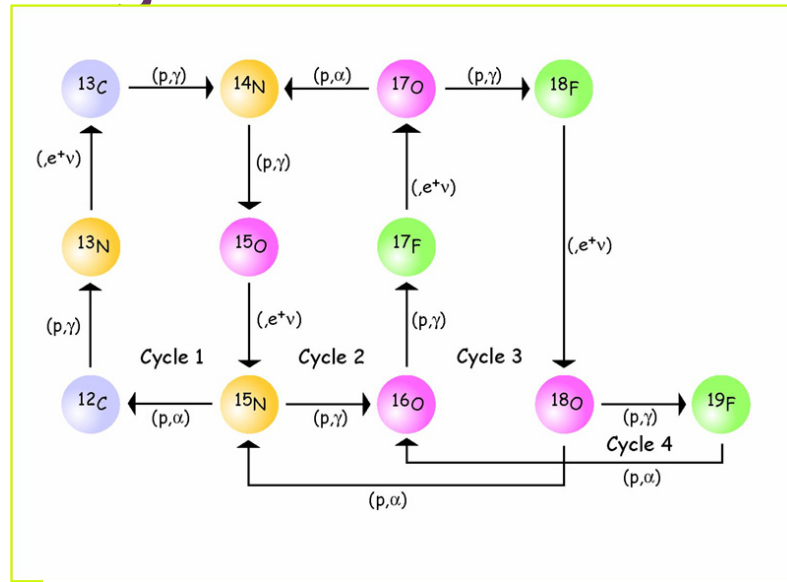 ¹³C (p,γ) ¹⁴N (p,α) ¹⁷O (p,γ) ¹⁸F
(,e⁺ν) (p,γ) (,e⁺ν)
¹³N ¹⁵O ¹⁷F (,e⁺ν)
(p,γ) (,e⁺ν) (p,γ)
Cycle 1 Cycle 2 Cycle 3
¹²C (p,α) ¹⁵N (p,γ) ¹⁶O ¹⁸O (p,γ) ¹⁹F
Cycle 4
(p,α)
(p,α)